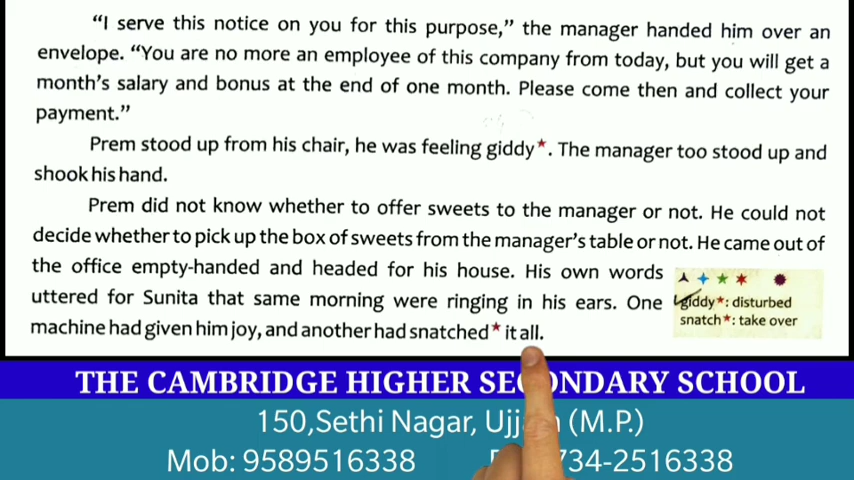 “I serve this notice on you for this purpose,” the manager handed him over an
envelope. “You are no more an employee of this company from today, but you will get a
month’s salary and bonus at the end of one month. Please come then and collect your
payment.”
Prem stood up from his chair, he was feeling giddy*. The manager too stood up and
shook his hand.
Prem did not know whether to offer sweets to the manager or not. He could not
decide whether to pick up the box of sweets from the manager’s table or not. He came out of
the office empty-handed and headed for his house. His own words
uttered for Sunita that same morning were ringing in his ears. One
machine had given him joy, and another had snatched* it all.
giddy*: disturbed
snatch*: take over
THE CAMBRIDGE HIGHER SECONDARY SCHOOL
150,Sethi Nagar, (M.P.)
Mob: 9589516338 734-2516338